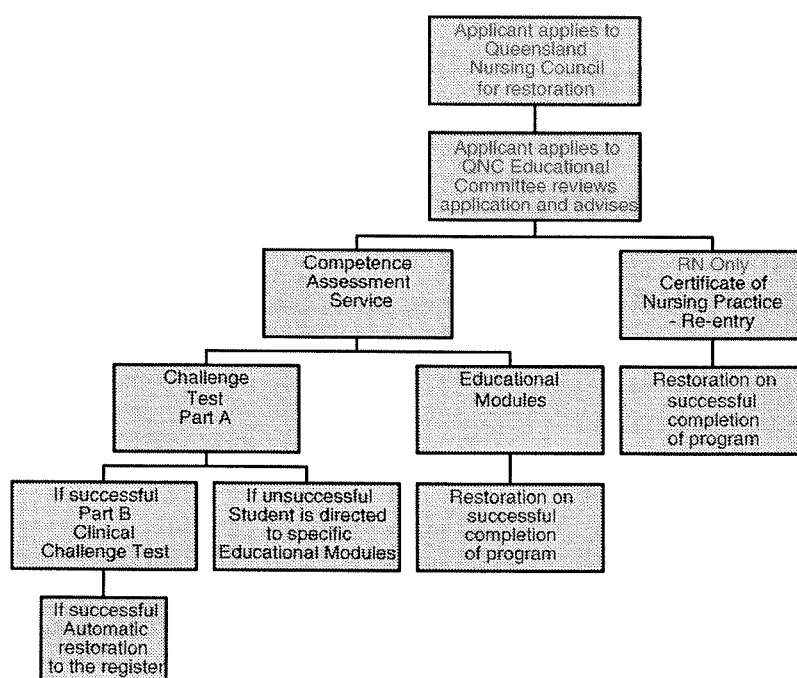 Applicant applies to
Queensland
Nursing Council
for restoration
Applicant applies to
QNC Educational
Committee reviews
application and advises
Competence
Assessment
Service
RN Only
Certificate of
Nursing Practice
- Re-entry
Challenge
Test
Part A
Educational
Modules
Restoration on
successful
completion
of program
If successful
Part B
Clinical
Challenge Test
If unsuccessful
Student is directed
to specific
Educational Modules
Restoration on
successful
completion
of program
If successful
Automatic
restoration
to the register